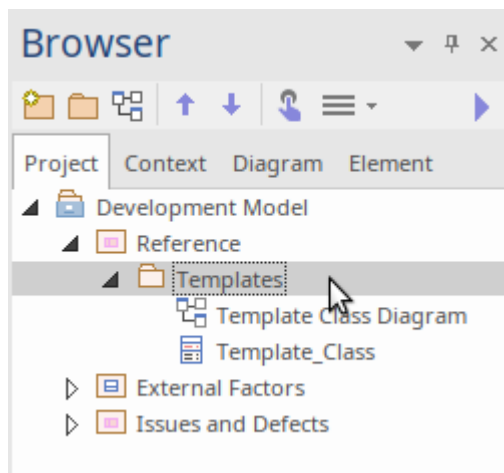 Browser
Project Context Diagram Element
Development Model
Reference
Templates
Template Class Diagram
Template_Class
External Factors
Issues and Defects